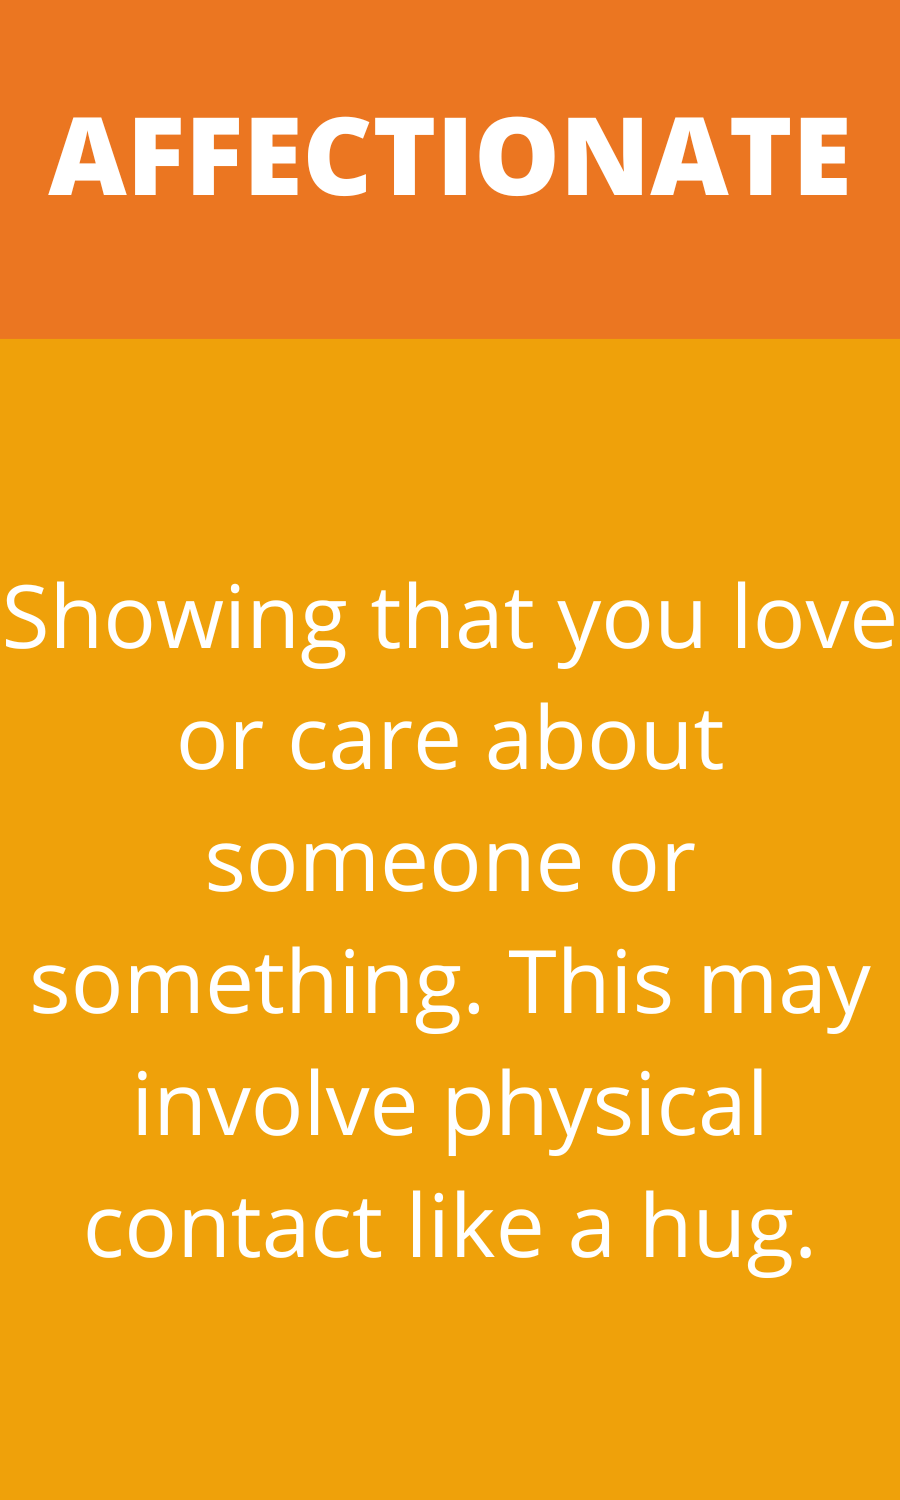 AFFECTIONATE
Showing that you love
or care about
someone or
something. This may
involve physical
contact like a hug.